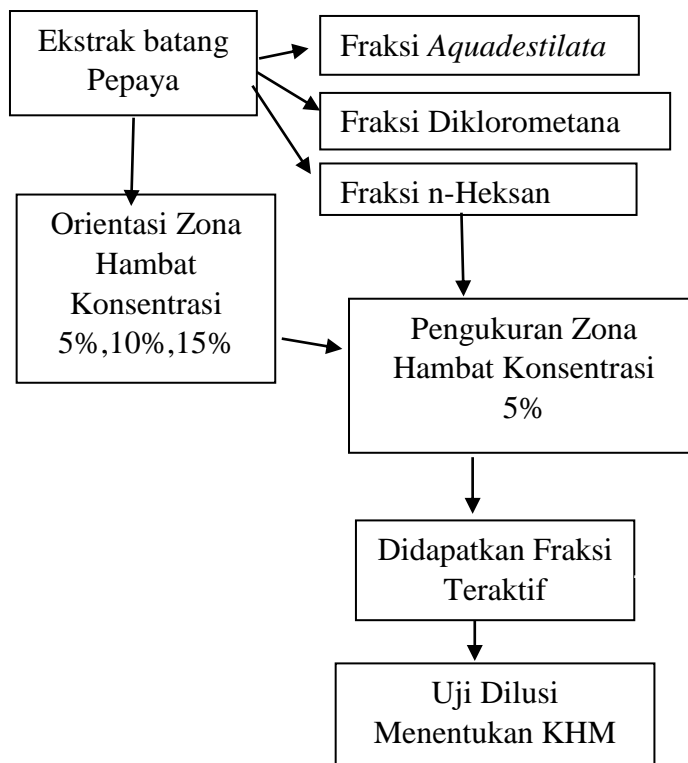 Ekstrak batang
Pepaya
Fraksi Aquadestilata
Fraksi Diklorometana
Fraksi n-Heksan
Orientasi Zona
Hambat
Konsentrasi
5%,10%,15%
Pengukuran Zona
Hambat Konsentrasi
5%
Didapatkan Fraksi
Teraktif
Uji Dilusi
Menentukan KHM